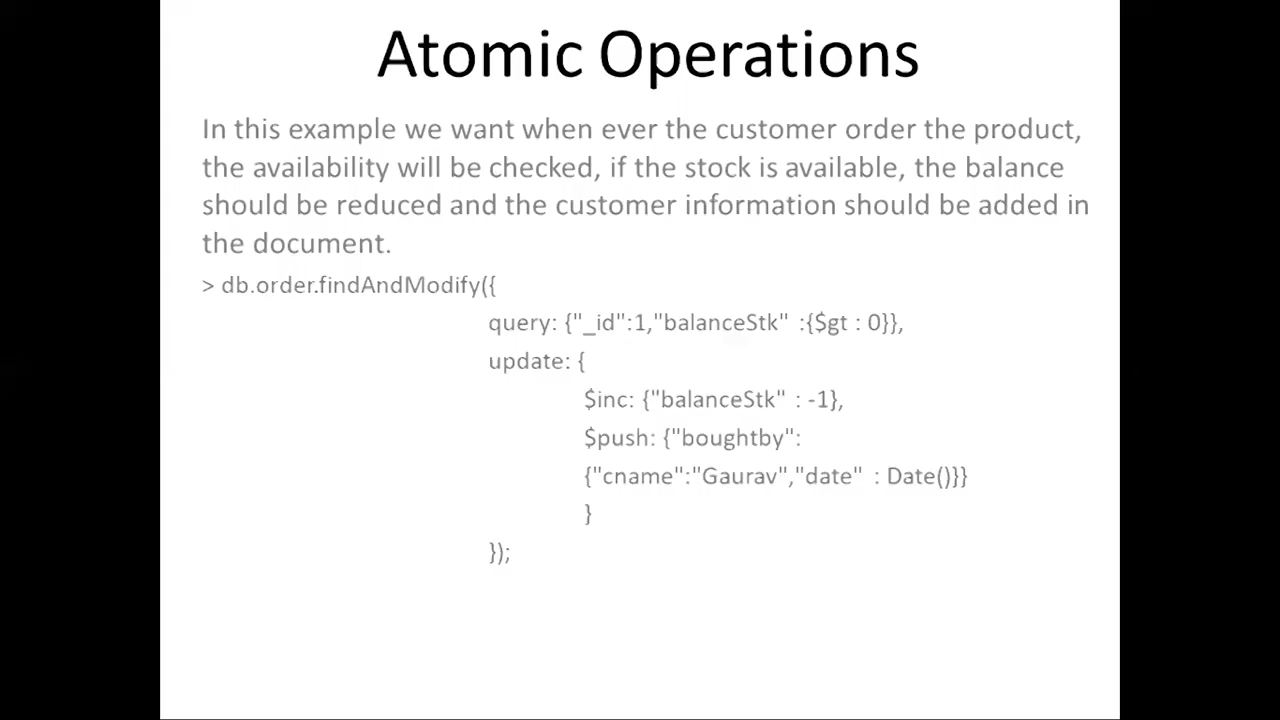 Atomic Operations
In this example we want when ever the customer order the product,
the availability will be checked, if the stock is available, the balance
should be reduced and the customer information should be added in
the document.
> db.order.findAndModify({
query: {"_id":1,"balanceStk" :{$gt : 0}},
update: {
$inc: {"balanceStk" : -1},
$push: {"boughtby":
{"cname":"Gaurav","date" : Date()}}
}
});